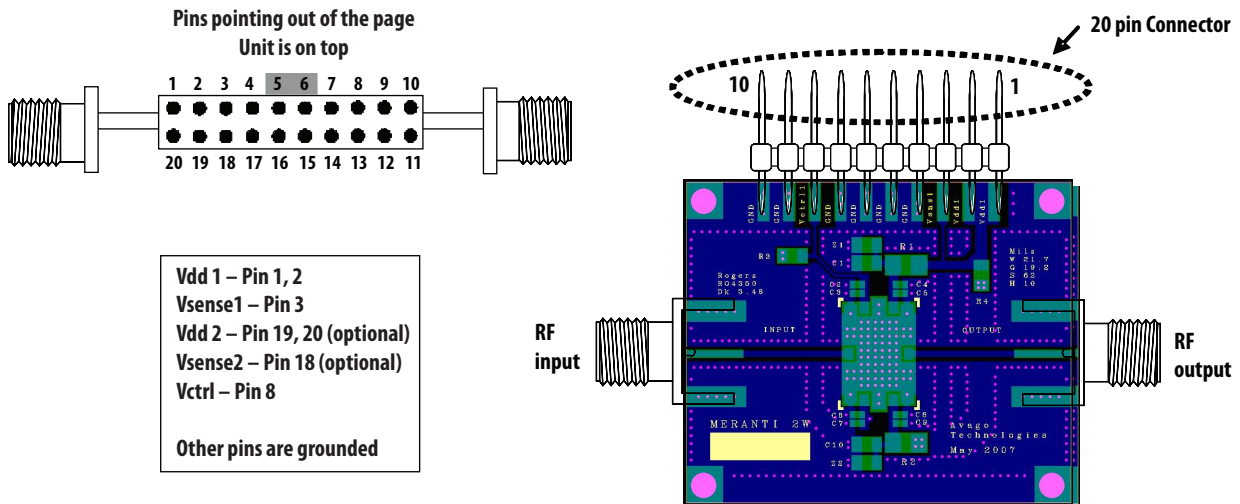 Pins pointing out of the page
Unit is on top
1 2 3 4 5 6 7 8 9 10
20 19 18 17 16 15 14 13 12 11
Vdd 1 – Pin 1, 2
Vsense1 – Pin 3
Vdd 2 – Pin 19, 20 (optional)
Vsense2 – Pin 18 (optional)
Vctrl – Pin 8
Other pins are grounded
20 pin Connector
10 1
GND GND Vctrl1 GND GND GND GND Vsns1 Vdd1 Vdd1
Z1 R1
R3 C1
Mils
W 21.7
G 19.2
S 62
H 10
Rogers
RO4350
Dk 3.48
C2 C4
C3 C5
R4
INPUT OUTPUT
RF
input
RF
output
C6 C8
C7 C9
MERANTI 2W
C10
Z2 R2
Avago
Technologies
May 2007